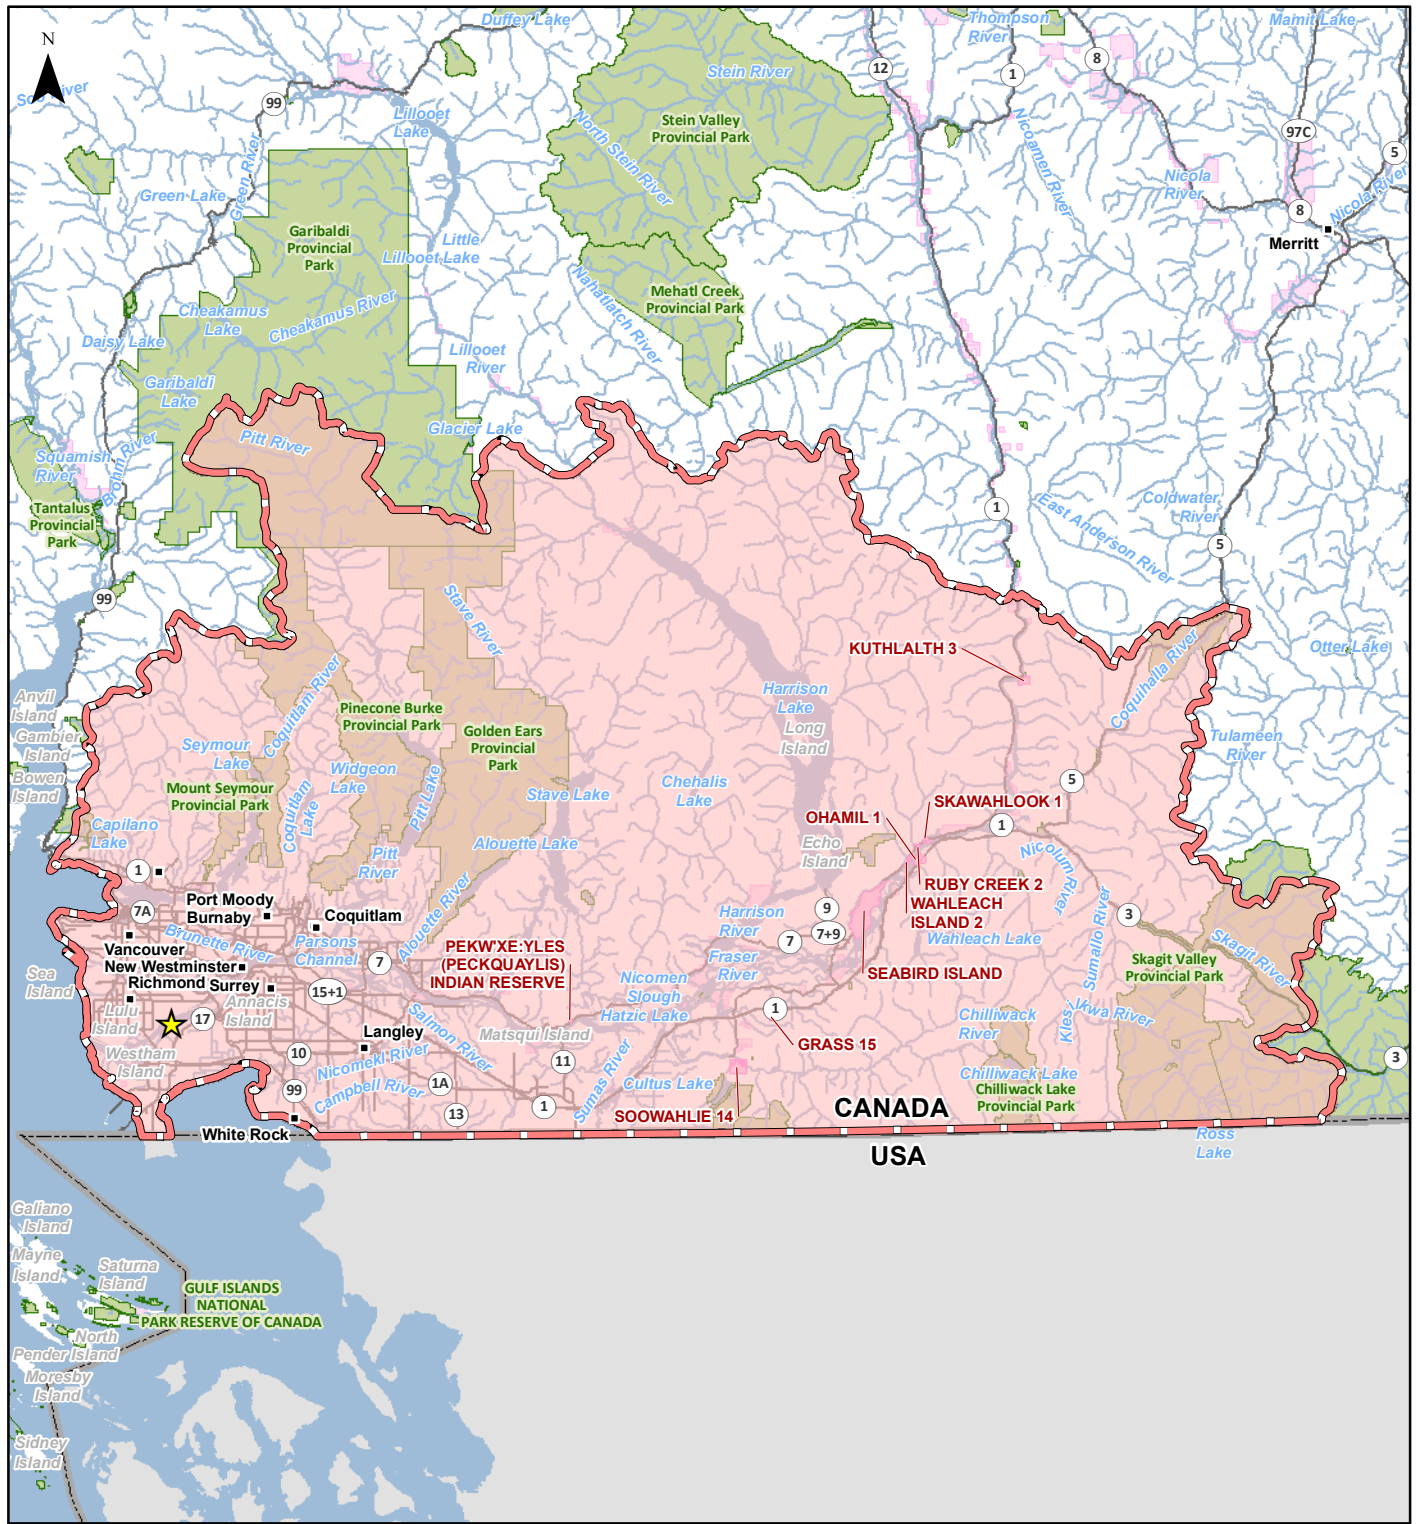 N
Duffey Lake
Thompson
River
Mamit Lake
12
1
8
Stein River
99
Lillooet
Lake
Stein Valley
Provincial Park
North Stein River
Nicoamen River
97C
5
Green Lake
Green River
Nicola
River
8
Nicola River
Merritt
Garibaldi
Provincial
Park
Little
Lillooet Lake
Mehatl Creek
Provincial Park
Nahatlatch River
Cheakamus
Lake
Cheakamus River
Daisy Lake
Lillooet
River
Garibaldi
Lake
Pitt River
Glacier Lake
Squamish
River
Brohm River
Tantalus
Provincial
Park
99
1
East Anderson River
Coldwater
River
5
Slave River
KUTHLALTH 3
Otter Lake
Coquihalla River
Anvil
Island
Gambier
Island
Bowen
Island
Seymour
Lake
Coquitlam River
Pinecone Burke
Provincial Park
Golden Ears
Provincial
Park
Harrison
Lake
Long
Island
Tulameen
River
Mount Seymour
Provincial Park
Widgeon
Lake
Coquitlam
Lake
Pitt Lake
Stave Lake
Chehalis
Lake
5
SKAWAHLOOK 1
OHAMIL 1
1
Capilano
Lake
Alouette Lake
Echo
Island
Nicolum River
Pitt
River
1
RUBY CREEK 2
WAHLEACH
ISLAND 2
Port Moody
Burnaby
7A
Coquitlam
Alouette River
Harrison
River
9
7+9
7
3
Sumallo River
Skagit River
Vancouver
Brunette River
Parsons
Channel
PEKW'XE:YLES
(PECKQUAYLIS)
INDIAN RESERVE
Wahleach Lake
New Westminster
Richmond
Surrey
7
Fraser
River
SEABIRD ISLAND
Skagit Valley
Provincial Park
Sea
Island
15+1
Nicomen
Slough
Hatzic Lake
Lulu
Island
17
Annacis
Island
Salmon River
Matsqui Island
1
Chilliwack
River
Klesilkwa River
Langley
GRASS 15
Westham
Island
10
Nicomekl River
11
Sumas River
3
99
Campbell River
1A
13
1
Cultus Lake
Chilliwack Lake
Chilliwack Lake
Provincial Park
SOOWAHLIE 14
CANADA
White Rock
USA
Ross
Lake
Galiano
Island
Mayne
Island
Saturna
Island
GULF ISLANDS
NATIONAL
PARK RESERVE OF CANADA
North
Pender Island
Moresby
Island
Sidney
Island